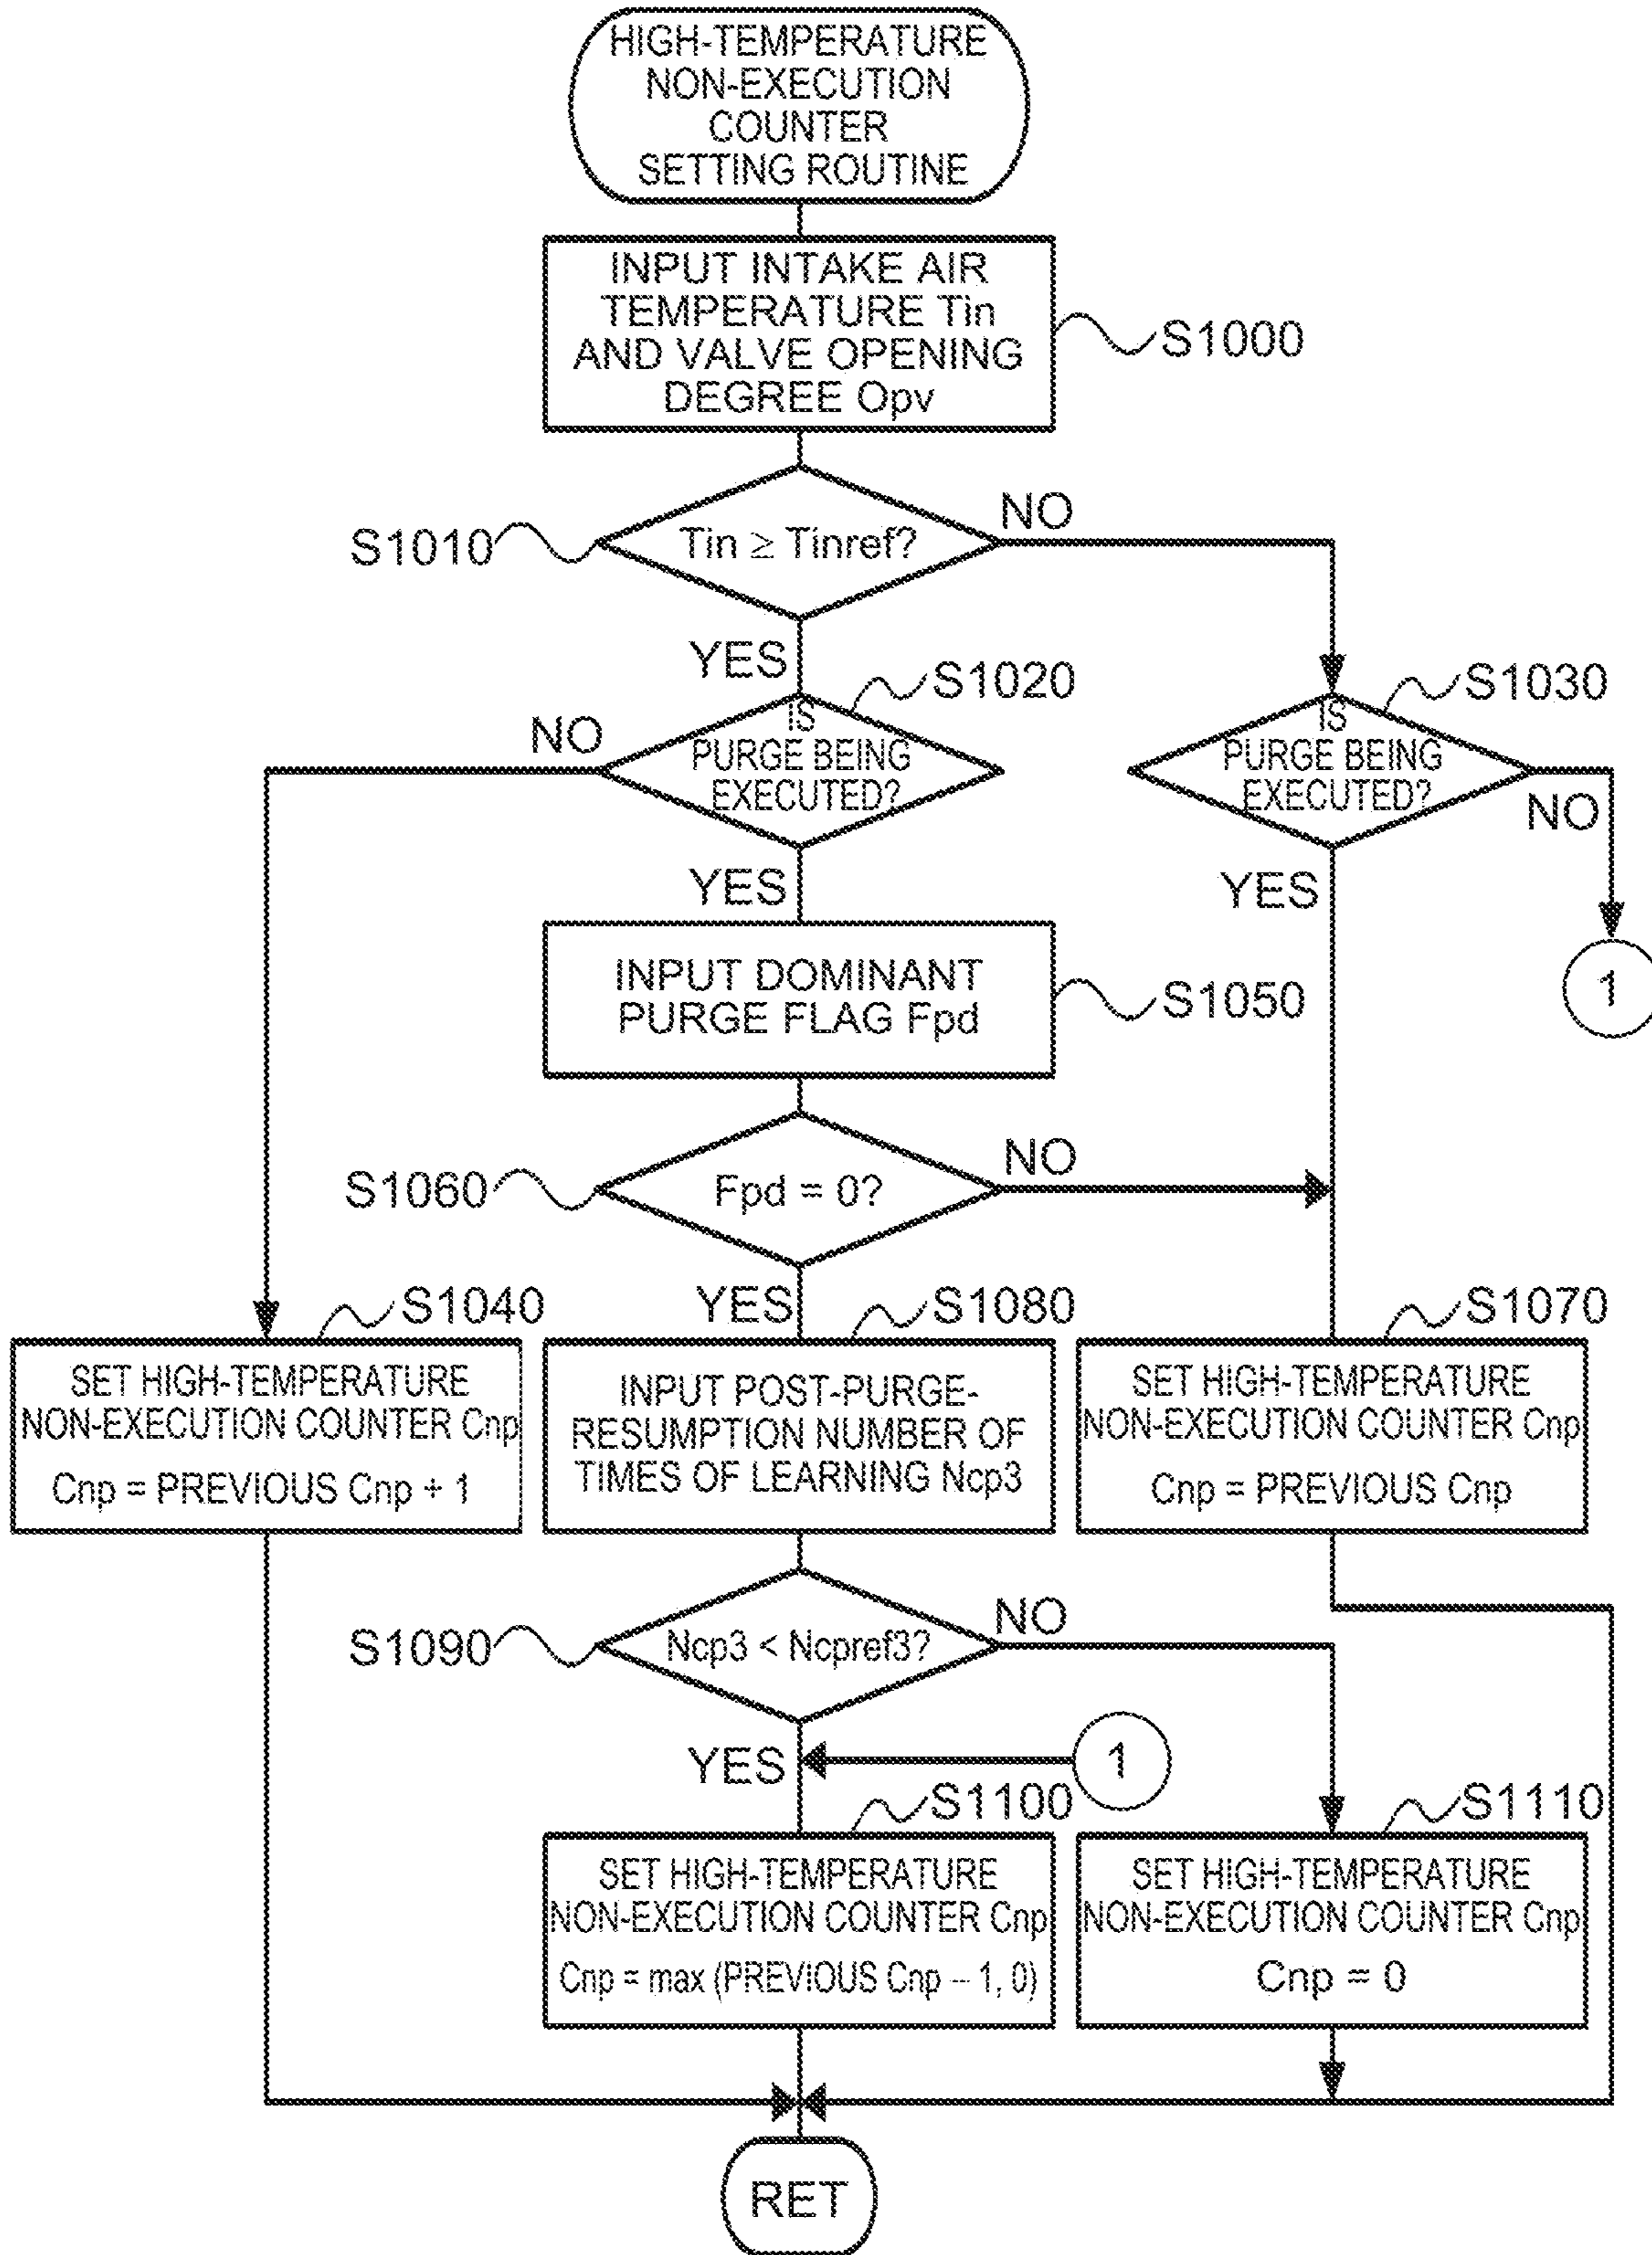 HIGH-TEMPERATURE
NON-EXECUTION
COUNTER
SETTING ROUTINE
INPUT INTAKE AIR
TEMPERATURE Tin
AND VALVE OPENING
DEGREE Opv
S1000
S1010
Tin ≥ Tinref?
NO
YES
S1020
S1030
NO
IS
PURGE BEING
EXECUTED?
IS
PURGE BEING
EXECUTED?
NO
YES
YES
INPUT DOMINANT
PURGE FLAG Fpd
S1050
1
S1060
Fpd = 0?
NO
S1040
YES
S1080
S1070
SET HIGH-TEMPERATURE
NON-EXECUTION COUNTER Cnp
Cnp = PREVIOUS Cnp + 1
INPUT POST-PURGE-
RESUMPTION NUMBER OF
TIMES OF LEARNING Ncp3
SET HIGH-TEMPERATURE
NON-EXECUTION COUNTER Cnp
Cnp = PREVIOUS Cnp
S1090
Ncp3 < Ncpref3?
NO
YES
1
S1100
S1110
SET HIGH-TEMPERATURE
NON-EXECUTION COUNTER Cnp
Cnp = max (PREVIOUS Cnp – 1, 0)
SET HIGH-TEMPERATURE
NON-EXECUTION COUNTER Cnp
Cnp = 0
RET